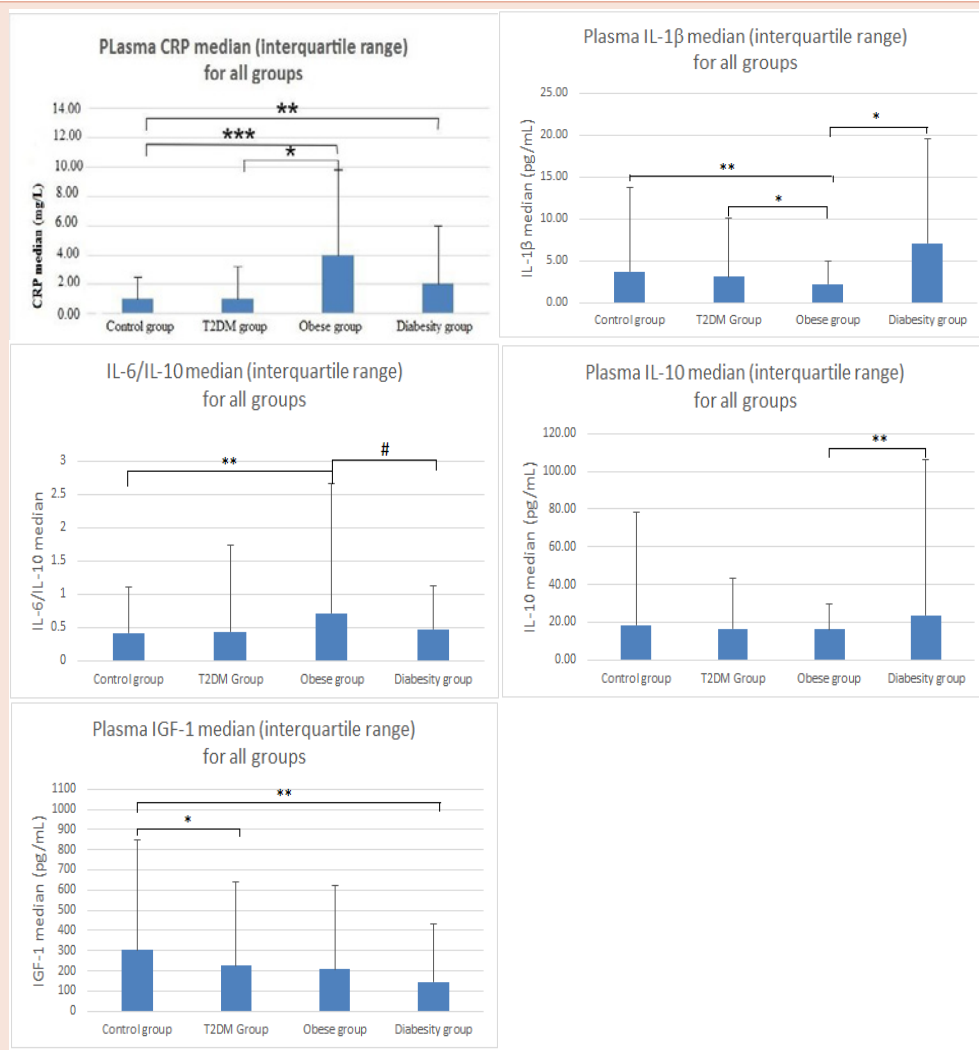 PLasma CRP median (interquartile range)
for all groups
CRP median (mg/L)
14.00
12.00
10.00
8.00
6.00
4.00
2.00
0.00
**
***
*
Control group T2DM group Obese group Diabesity group
Plasma IL-1β median (interquartile range)
for all groups
IL-1β median (pg/mL)
25.00
20.00
15.00
10.00
5.00
0.00
*
**
*
Control group T2DM Group Obese group Diabesity group
IL-6/IL-10 median (interquartile range)
for all groups
IL-6/IL-10 median
3
2.5
2
1.5
1
0.5
0
**
#
Control group T2DM Group Obese group Diabesity group
Plasma IL-10 median (interquartile range)
for all groups
IL-10 median (pg/mL)
120.00
100.00
80.00
60.00
40.00
20.00
0.00
**
Control group T2DM Group Obese group Diabesity group
Plasma IGF-1 median (interquartile range)
for all groups
IGF-1 median (pg/mL)
1100
1000
900
800
700
600
500
400
300
200
100
0
**
*
Control group T2DM Group Obese group Diabesity group